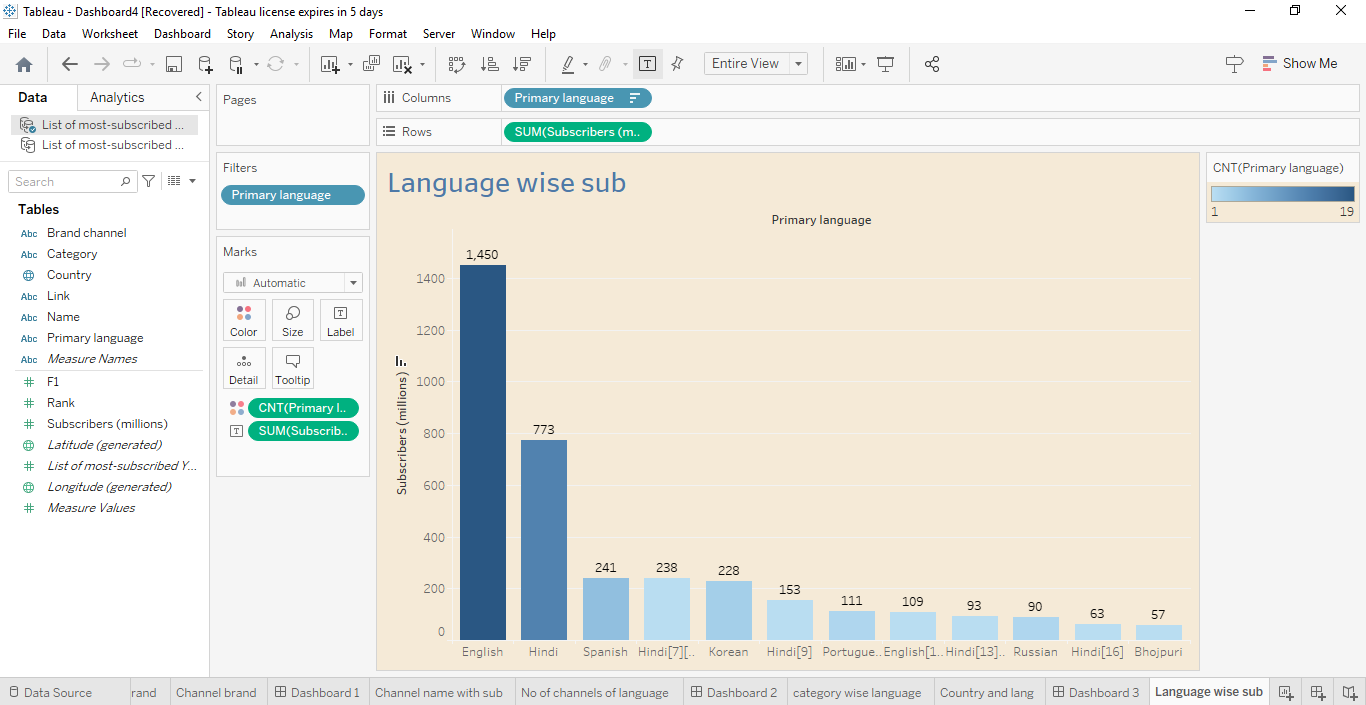 Tableau - Dashboard4 [Recovered] - Tableau license expires in 5 days
File Data Worksheet Dashboard Story Analysis Map Format Server Window Help
Entire View
Show Me
Data Analytics
List of most-subscribed ...
List of most-subscribed ...
Search
Tables
Abc Brand channel
Abc Category
Country
Abc Link
Abc Name
Abc Primary language
Abc Measure Names
F1
Rank
Subscribers (millions)
Latitude (generated)
List of most-subscribed Y...
Longitude (generated)
Measure Values
Pages
Filters
Primary language
Marks
Automatic
Color Size Label
Detail Tooltip
CNT(Primary l..
SUM(Subscrib..
Columns Primary language
Rows SUM(Subscribers (m..
Language wise sub
Primary language
Subscribers (millions)
1400
1200
1000
800
600
400
200
0
1,450 773 241 238 228 153 111 109 93 90 63 57
English Hindi Spanish Hindi[7][.. Korean Hindi[9] Portugue.. English[1.. Hindi[13].. Russian Hindi[16] Bhojpuri
CNT(Primary language)
1 19
Data Source rand Channel brand Dashboard 1 Channel name with sub No of channels of language Dashboard 2 category wise language Country and lang Dashboard 3 Language wise sub